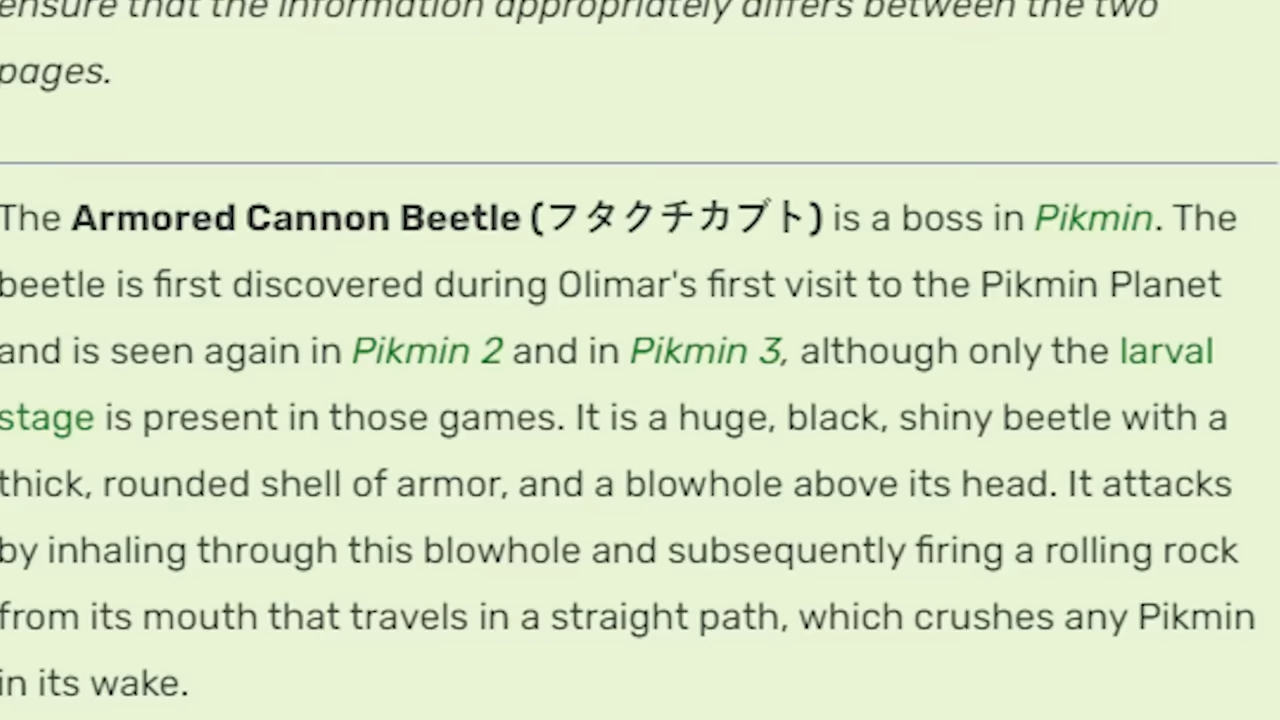 ensure that the information appropriately differs between the two
pages.
The Armored Cannon Beetle (フタクチカブト) is a boss in Pikmin. The
beetle is first discovered during Olimar's first visit to the Pikmin Planet
and is seen again in Pikmin 2 and in Pikmin 3, although only the larval
stage is present in those games. It is a huge, black, shiny beetle with a
thick, rounded shell of armor, and a blowhole above its head. It attacks
by inhaling through this blowhole and subsequently firing a rolling rock
from its mouth that travels in a straight path, which crushes any Pikmin
in its wake.